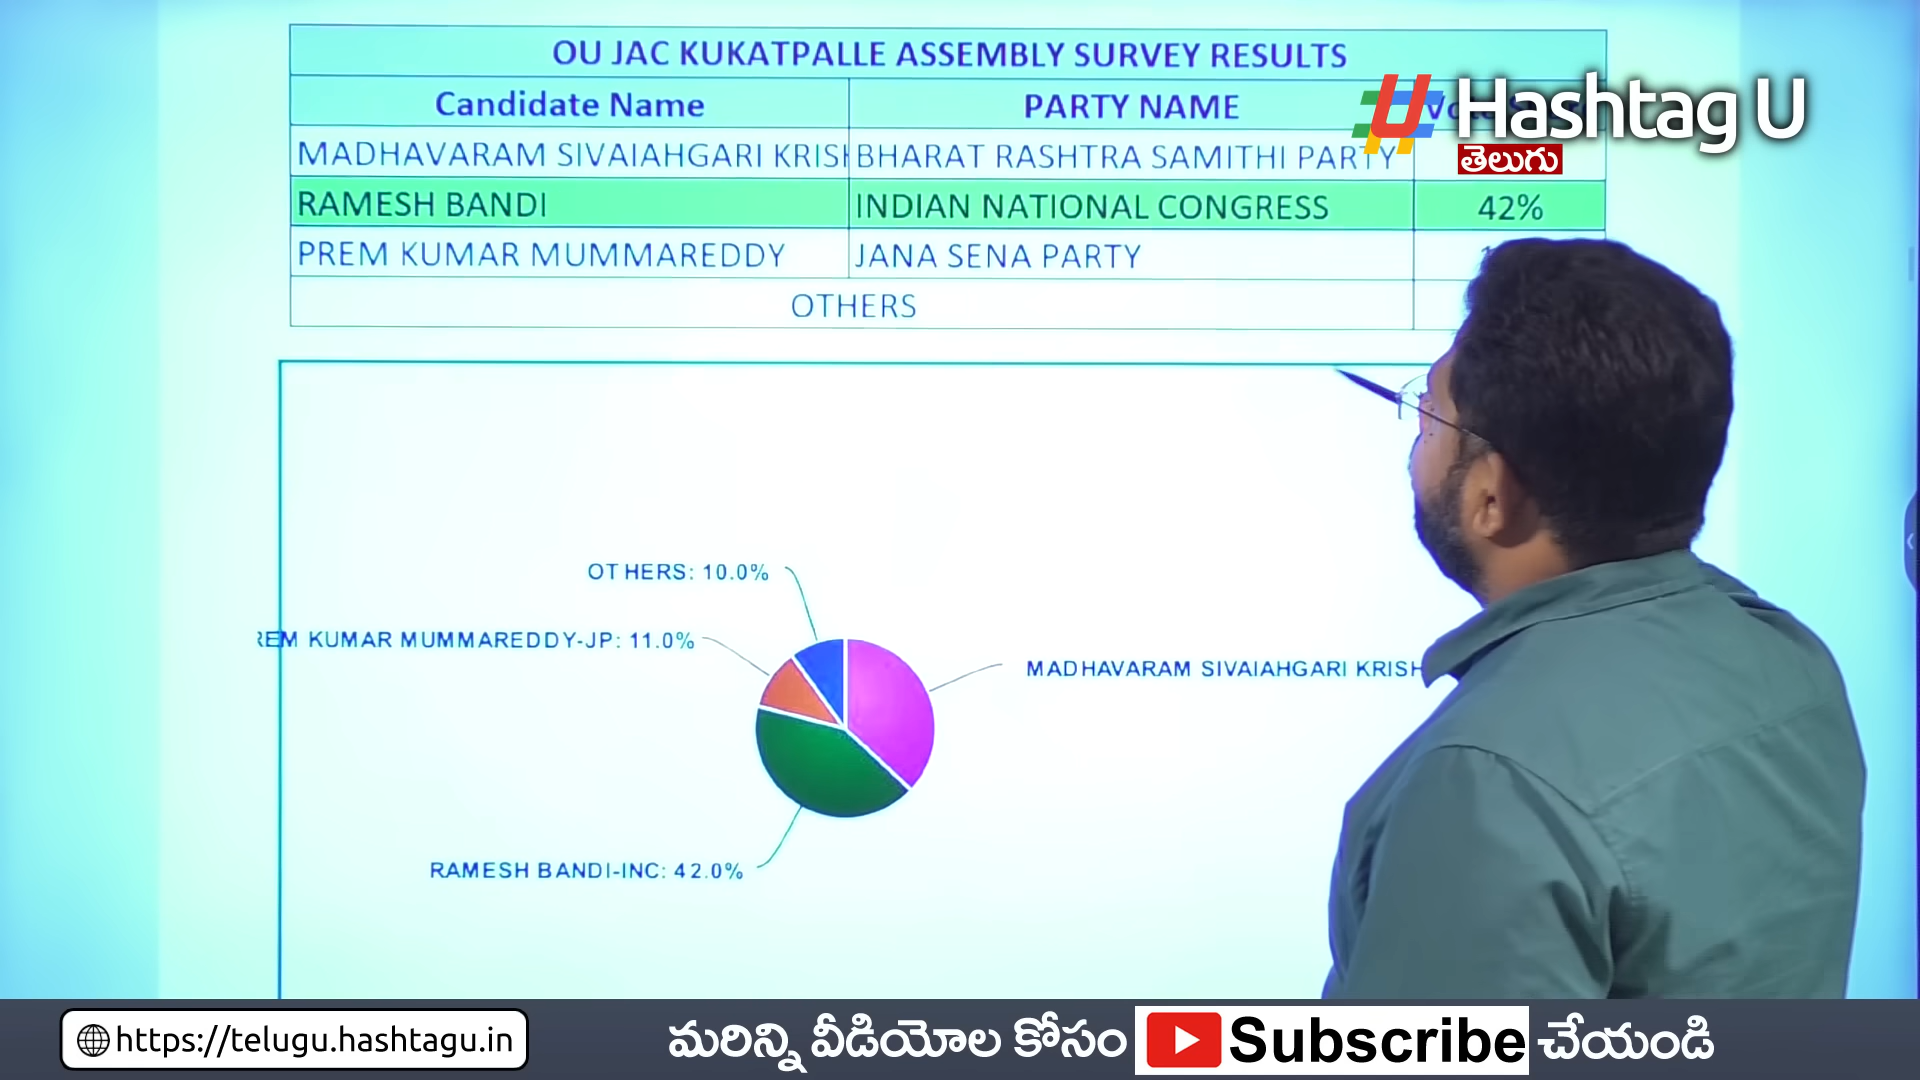 OU JAC KUKATPALLE ASSEMBLY SURVEY RESULTS
Candidate Name PARTY NAME
Hashtag U
తెలుగు
MADHAVARAM SIVAIAHGARI KRISH BHARAT RASHTRA SAMITHI PARTY
RAMESH BANDI INDIAN NATIONAL CONGRESS 42%
PREM KUMAR MUMMAREDDY JANA SENA PARTY
OTHERS
OTHERS: 10.0%
REM KUMAR MUMMAREDDY-JP: 11.0%
MADHAVARAM SIVAIAHGARI KRISH
RAMESH BANDI-INC: 42.0%
https://telugu.hashtagu.in మరిన్ని వీడియోల కోసం Subscribe చేయండి